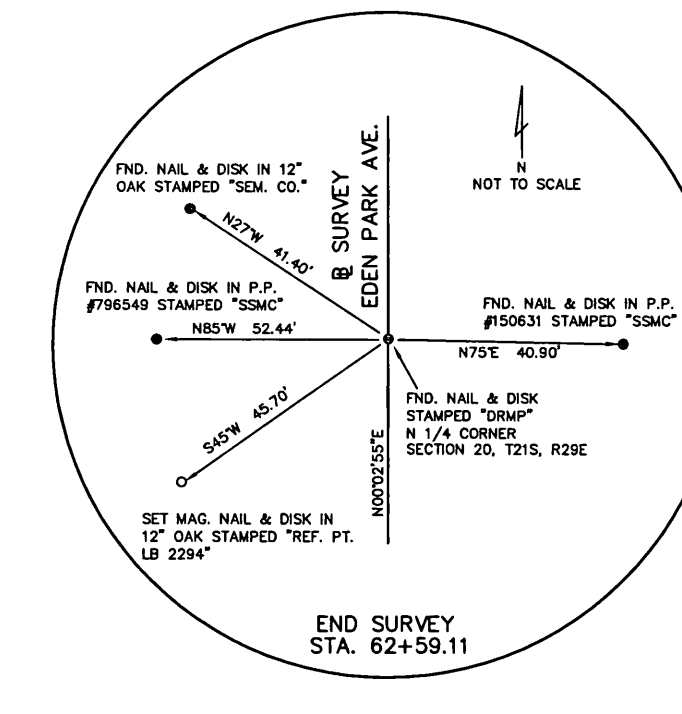 FND. NAIL & DISK IN 12"
OAK STAMPED "SEM. CO."
N27°W 41.40'
℄ SURVEY
EDEN PARK AVE.
N
NOT TO SCALE
FND. NAIL & DISK IN P.P.
#796549 STAMPED "SSMC"
N85°W 52.44'
FND. NAIL & DISK IN P.P.
#150631 STAMPED "SSMC"
N75°E 40.90'
S45°W 45.70'
FND. NAIL & DISK
STAMPED "DRMP"
N 1/4 CORNER
SECTION 20, T21S, R29E
N00°02'55"E
SET MAG. NAIL & DISK IN
12" OAK STAMPED "REF. PT.
LB 2294"
END SURVEY
STA. 62+59.11